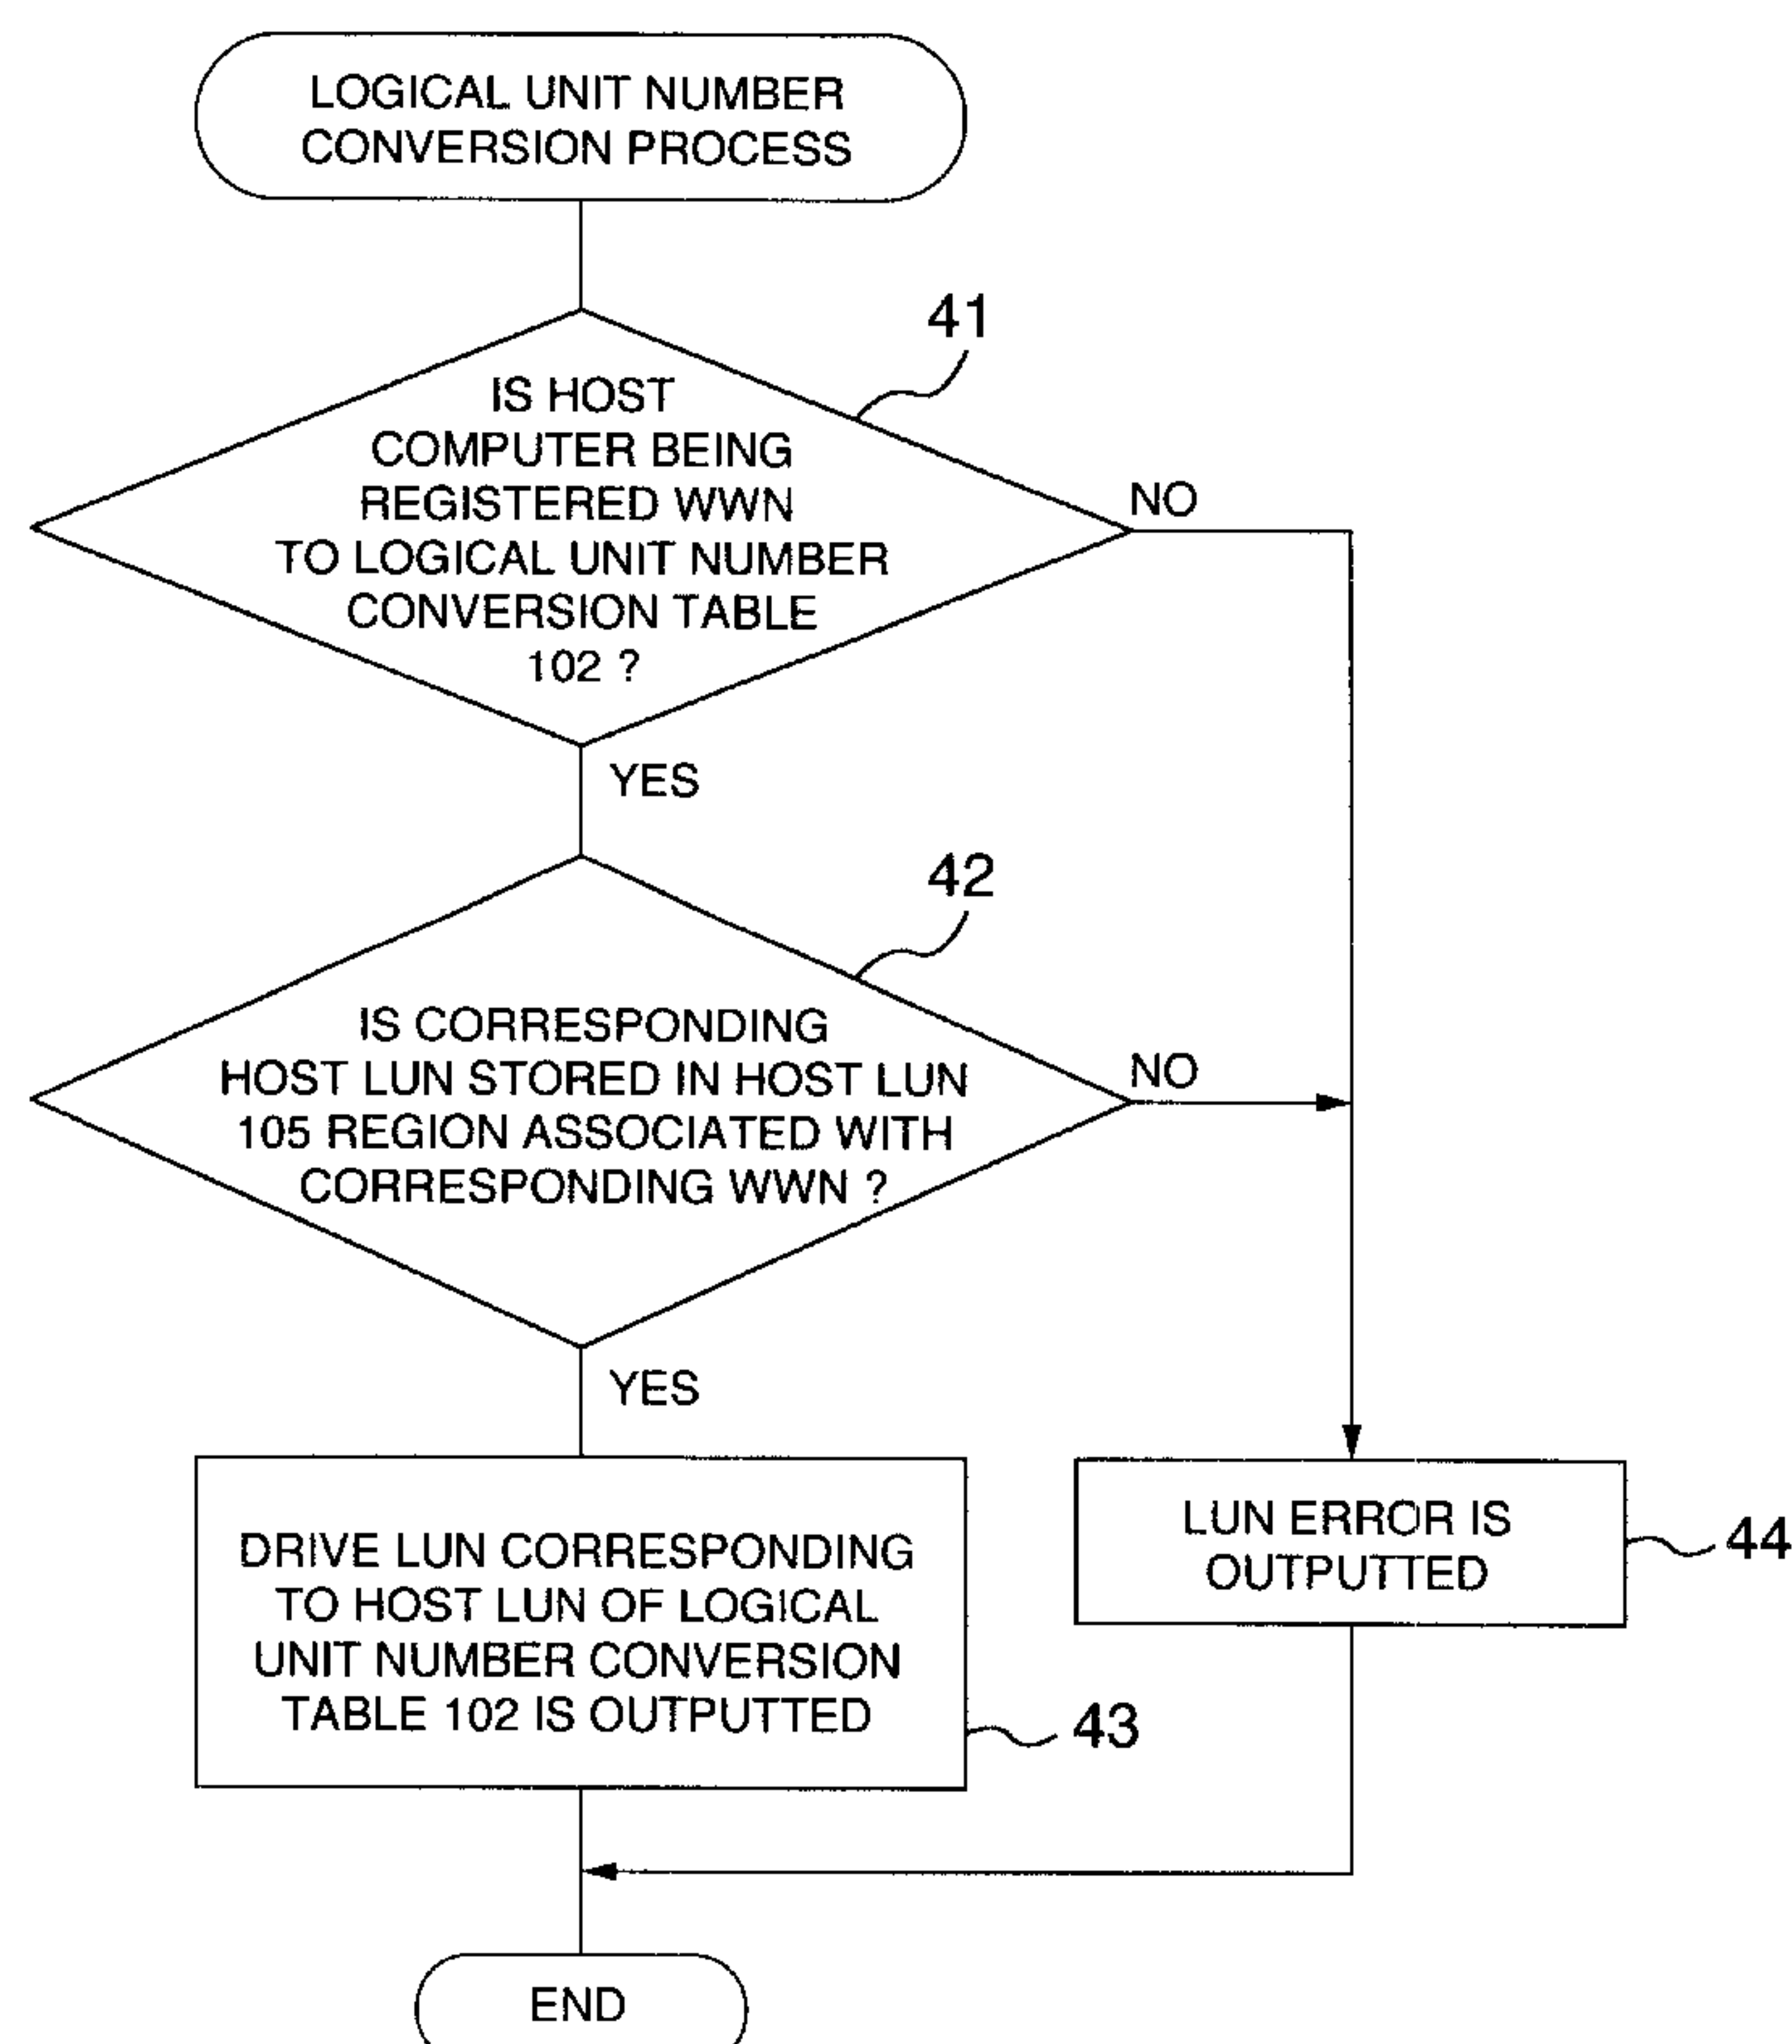 LOGICAL UNIT NUMBER
CONVERSION PROCESS
41
IS HOST
COMPUTER BEING
REGISTERED WWN
TO LOGICAL UNIT NUMBER
CONVERSION TABLE
102 ?
NO
YES
42
IS CORRESPONDING
HOST LUN STORED IN HOST LUN
105 REGION ASSOCIATED WITH
CORRESPONDING WWN ?
NO
YES
DRIVE LUN CORRESPONDING
TO HOST LUN OF LOGICAL
UNIT NUMBER CONVERSION
TABLE 102 IS OUTPUTTED
43
LUN ERROR IS
OUTPUTTED
44
END